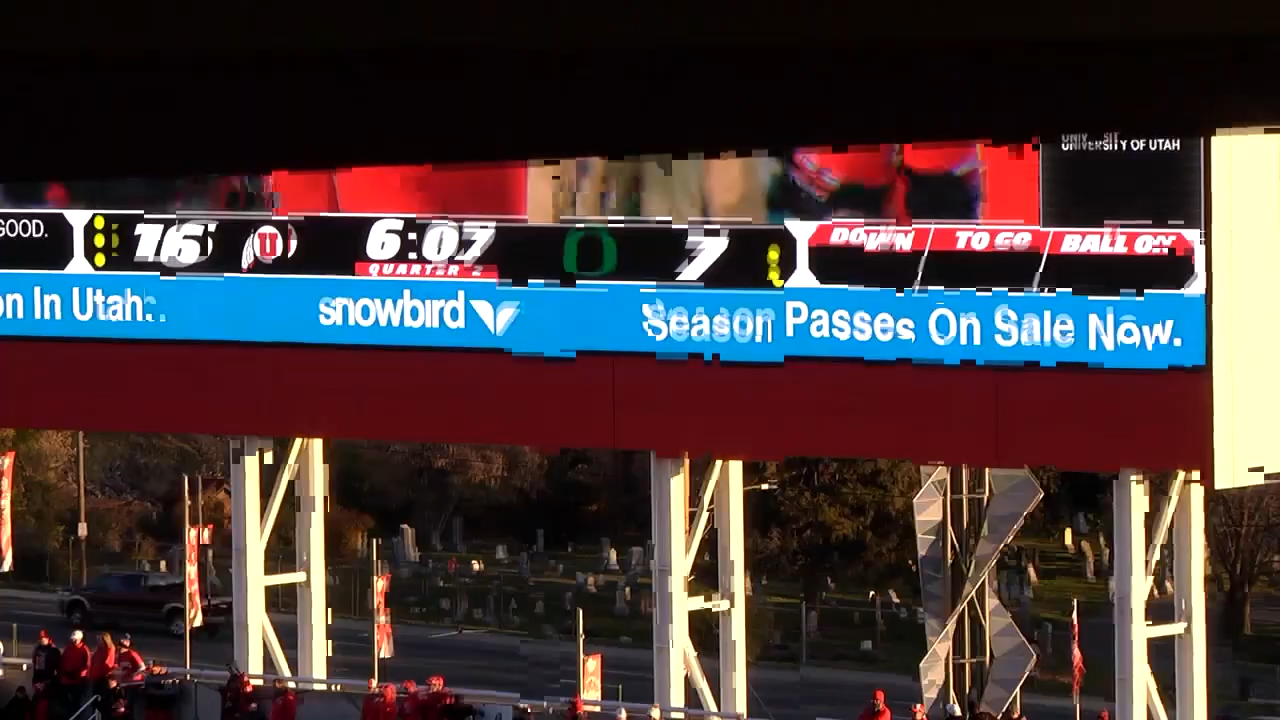 UNIVERSITY OF UTAH
GOOD.
16 U 6:07 O 7 DOWN TO GO BALL ON
QUARTER 2
on In Utah. snowbird Season Passes On Sale Now.